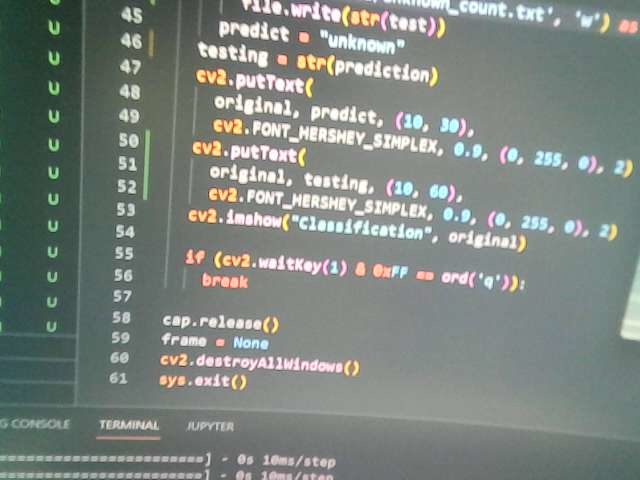 unknown_count.txt', 'w') as
45 file.write(str(test))
46 predict = "unknown"
47 testing = str(prediction)
48 cv2.putText(
49 original, predict, (10, 30),
50 cv2.FONT_HERSHEY_SIMPLEX, 0.9, (0, 255, 0), 2)
51 cv2.putText(
52 original, testing, (10, 60),
53 cv2.FONT_HERSHEY_SIMPLEX, 0.9, (0, 255, 0), 2)
54 cv2.imshow("Classification", original)
55 if (cv2.waitKey(1) & 0xFF == ord('q')):
56 break
57
58 cap.release()
59 frame = None
60 cv2.destroyAllWindows()
61 sys.exit()
U
U
U
U
U
U
U
U
U
U
U
U
G CONSOLE TERMINAL JUPYTER
=======================] - 0s 10ms/step
=======================] - 0s 10ms/step